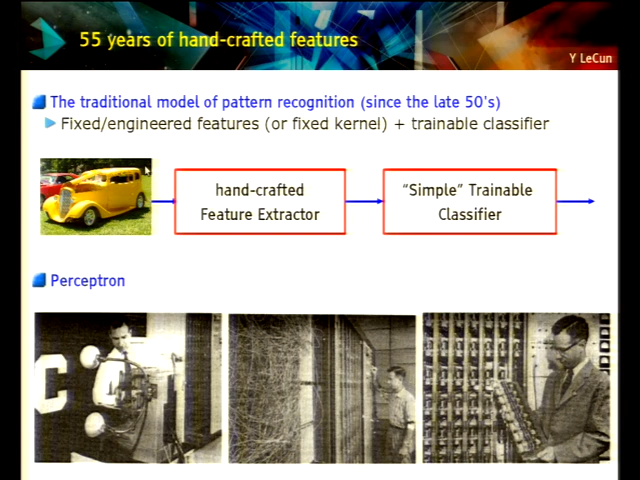 55 years of hand-crafted features
Y LeCun
The traditional model of pattern recognition (since the late 50's)
Fixed/engineered features (or fixed kernel) + trainable classifier
hand-crafted
Feature Extractor
"Simple" Trainable
Classifier
Perceptron
C